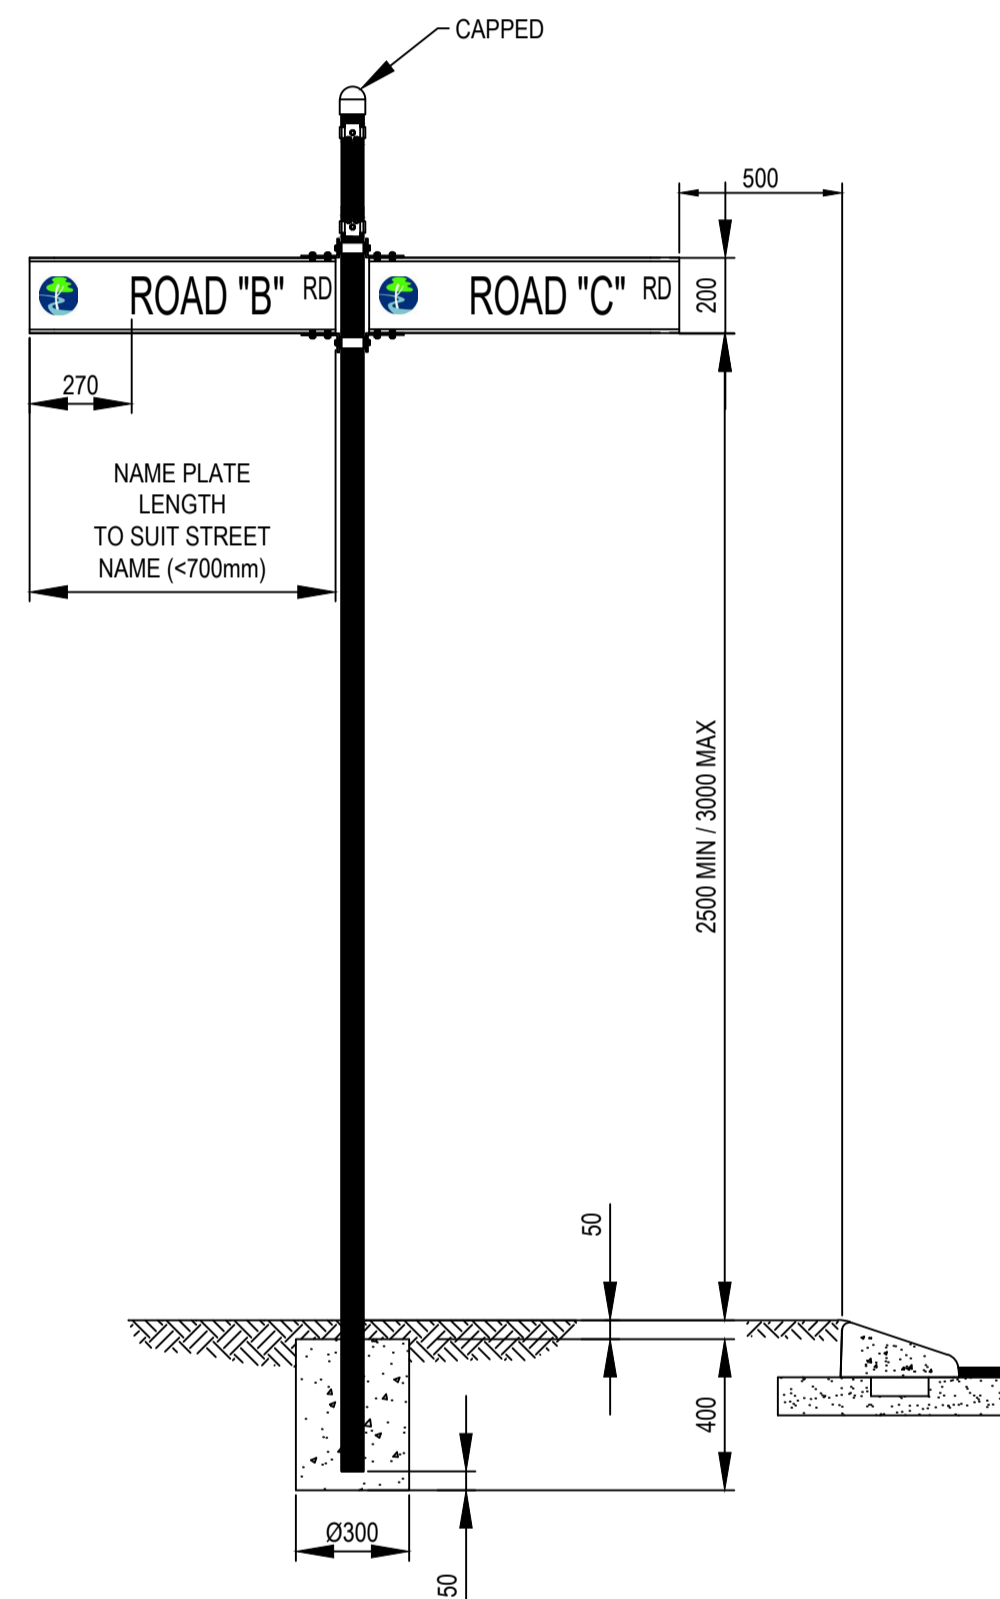 CAPPED
500
ROAD "B" RD
ROAD "C" RD
200
270
NAME PLATE
LENGTH
TO SUIT STREET
NAME (<700mm)
2500 MIN / 3000 MAX
50
400
Ø300
50